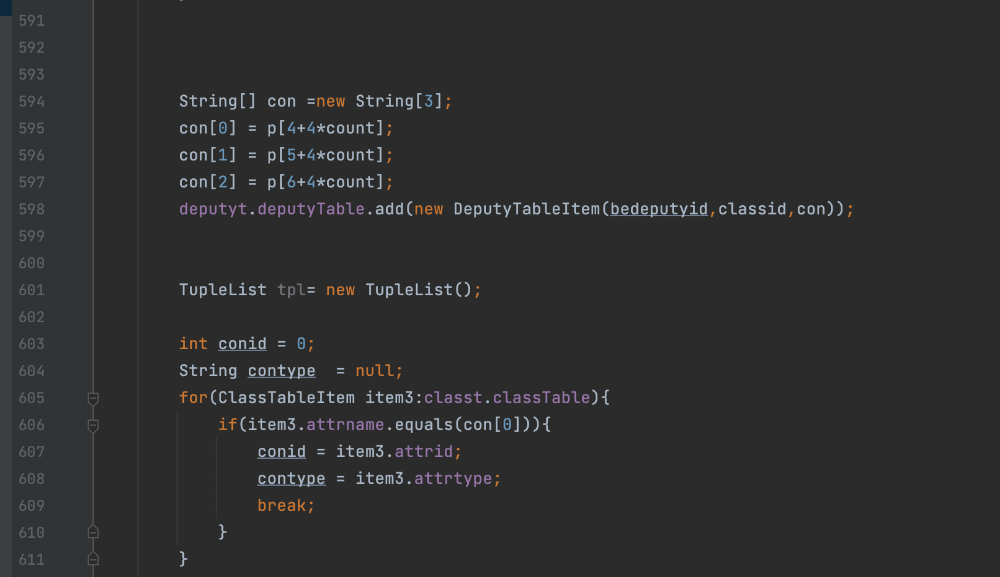 591
592
593
594 String[] con =new String[3];
595 con[0] = p[4+4*count];
596 con[1] = p[5+4*count];
597 con[2] = p[6+4*count];
598 deputyt.deputyTable.add(new DeputyTableItem(bedeputyid,classid,con));
599
600
601 TupleList tpl= new TupleList();
602
603 int conid = 0;
604 String contype  = null;
605 for(ClassTableItem item3:classt.classTable){
606     if(item3.attrname.equals(con[0])){
607         conid = item3.attrid;
608         contype = item3.attrtype;
609         break;
610     }
611 }